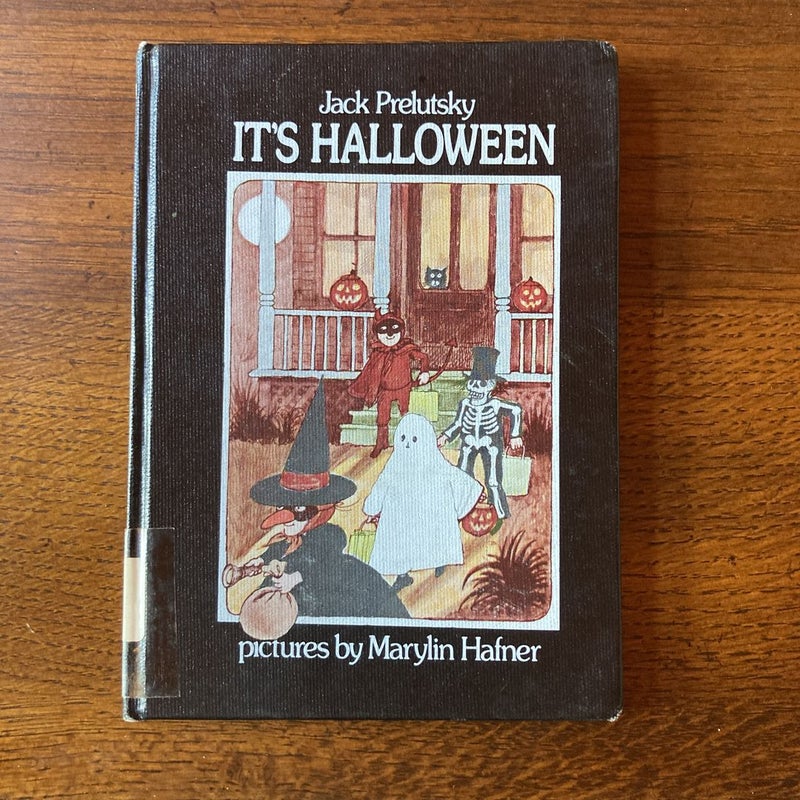 Jack Prelutsky
IT'S HALLOWEEN
pictures by Marylin Hafner